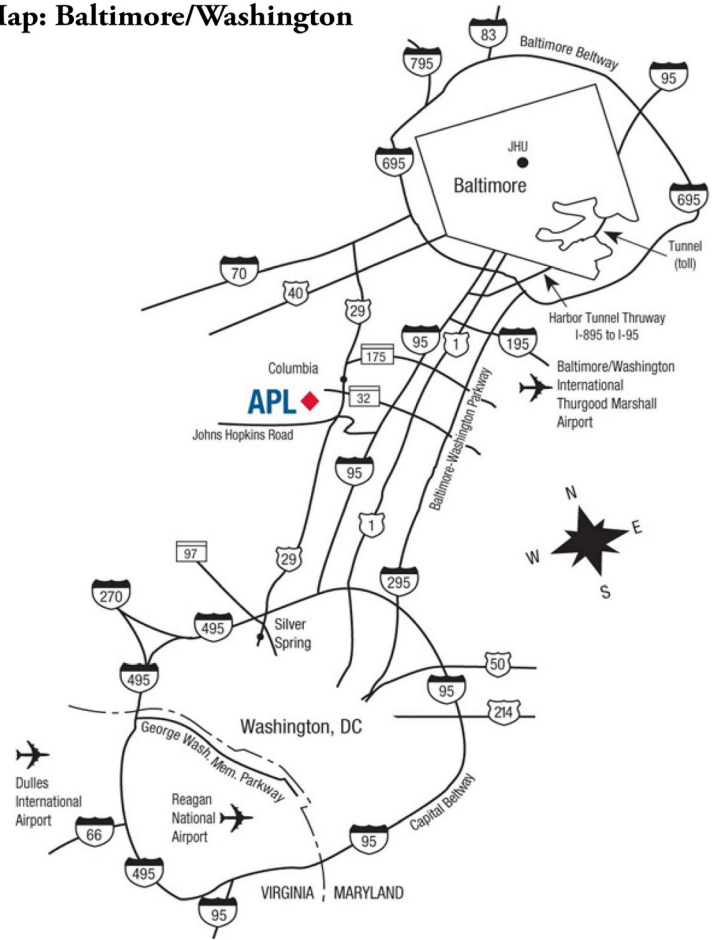 Map: Baltimore/Washington
83
Baltimore Beltway
795
95
JHU
695
Baltimore
695
Tunnel
(toll)
70
40
29
Harbor Tunnel Thruway
I-895 to I-95
95
1
195
175
Columbia
Baltimore/Washington
International
Thurgood Marshall
Airport
APL
32
Johns Hopkins Road
Baltimore-Washington Parkway
95
N
E
W
S
1
97
29
295
270
495
Silver
Spring
50
495
95
214
Washington, DC
George Wash. Mem. Parkway
Dulles
International
Airport
Reagan
National
Airport
Capital Beltway
66
95
495
VIRGINIA
MARYLAND
95